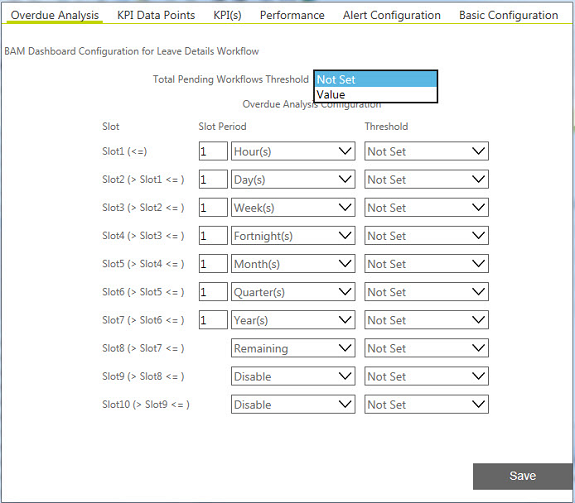 Overdue Analysis KPI Data Points KPI(s) Performance Alert Configuration Basic Configuration
BAM Dashboard Configuration for Leave Details Workflow
Total Pending Workflows Threshold Not Set
Value
Overdue Analysis Configuration
Slot Slot Period Threshold
Slot1 (<=) 1 Hour(s) Not Set
Slot2 (> Slot1 <= ) 1 Day(s) Not Set
Slot3 (> Slot2 <= ) 1 Week(s) Not Set
Slot4 (> Slot3 <= ) 1 Fortnight(s) Not Set
Slot5 (> Slot4 <= ) 1 Month(s) Not Set
Slot6 (> Slot5 <= ) 1 Quarter(s) Not Set
Slot7 (> Slot6 <= ) 1 Year(s) Not Set
Slot8 (> Slot7 <= ) Remaining Not Set
Slot9 (> Slot8 <= ) Disable Not Set
Slot10 (> Slot9 <= ) Disable Not Set
Save